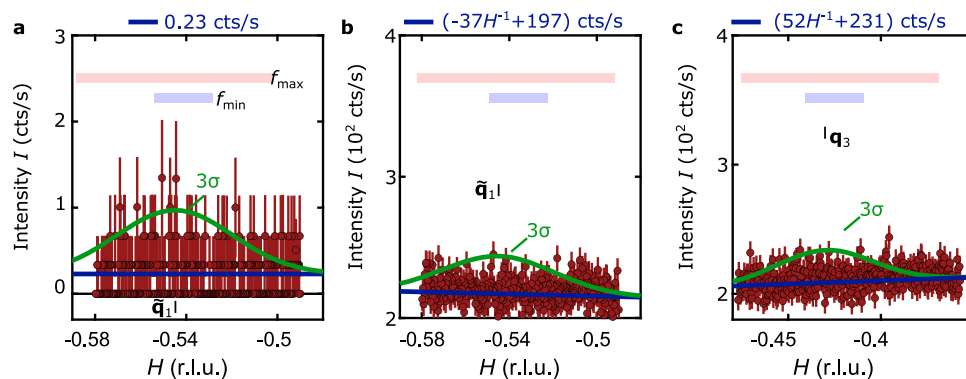 a
0.23 cts/s
Intensity I (cts/s)
3
2
1
0
f_max
f_min
3σ
q̃₁
-0.58
-0.54
-0.5
H (r.l.u.)
b
(-37H⁻¹+197) cts/s
Intensity I (10² cts/s)
4
3
2
q̃₁
3σ
-0.58
-0.54
-0.5
H (r.l.u.)
c
(52H⁻¹+231) cts/s
Intensity I (10² cts/s)
4
3
2
q₃
3σ
-0.45
-0.4
H (r.l.u.)